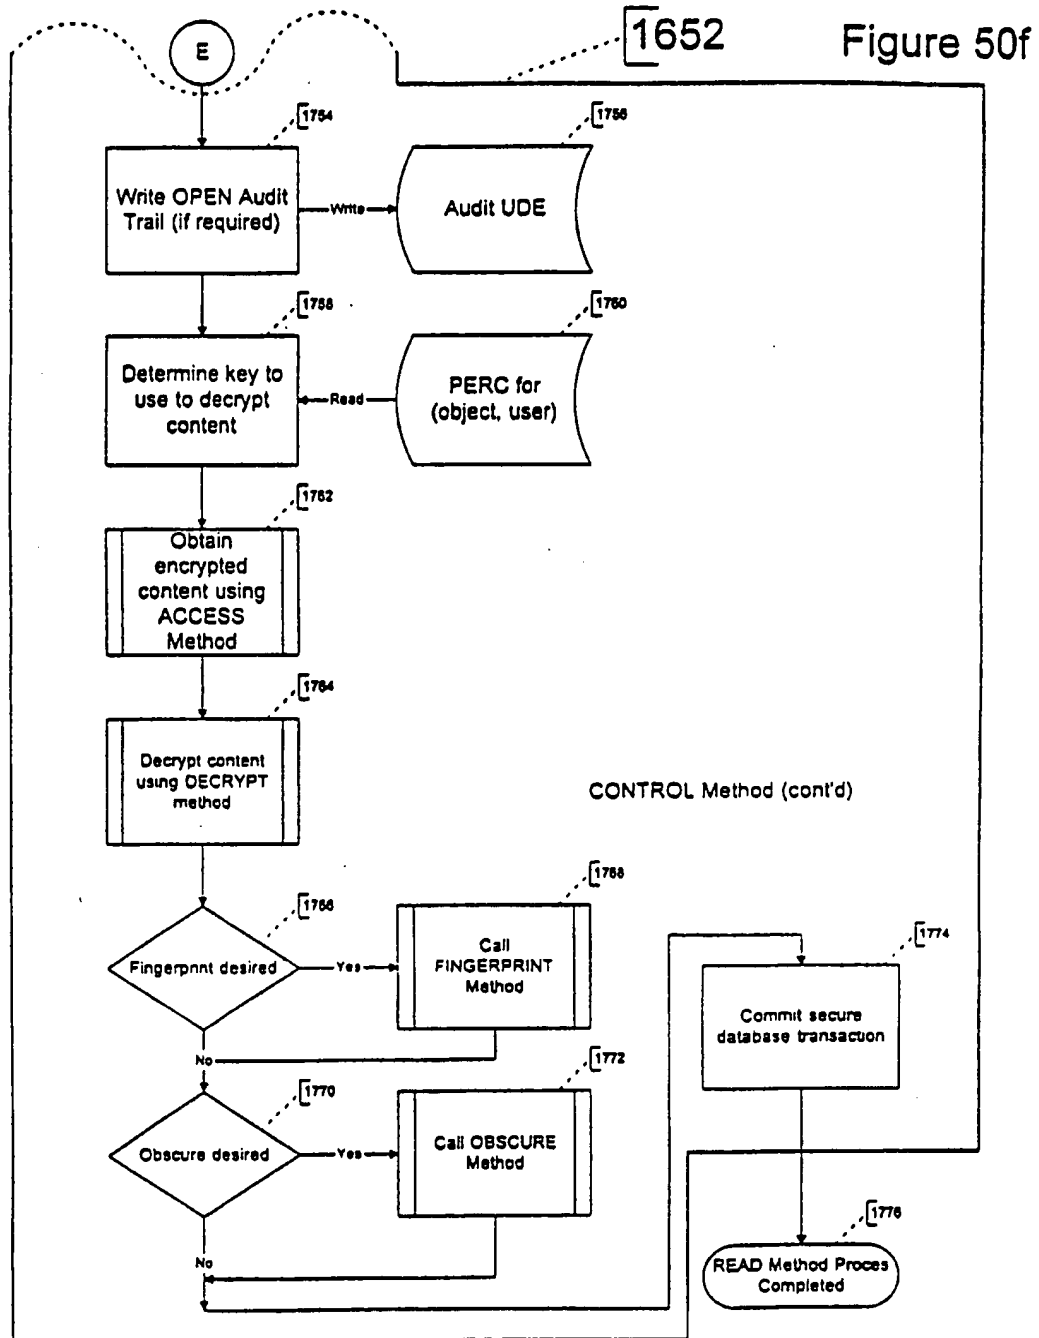 1652
Figure 50f
E
1754
Write OPEN Audit
Trail (if required)
Write
1756
Audit UDE
1758
Determine key to
use to decrypt
content
Read
1760
PERC for
(object, user)
1762
Obtain
encrypted
content using
ACCESS
Method
1764
Decrypt content
using DECRYPT
method
CONTROL Method (cont'd)
1766
Fingerprint desired
Yes
1768
Call
FINGERPRINT
Method
No
1770
Obscure desired
Yes
1772
Call OBSCURE
Method
No
1774
Commit secure
database transaction
1776
READ Method Proces
Completed